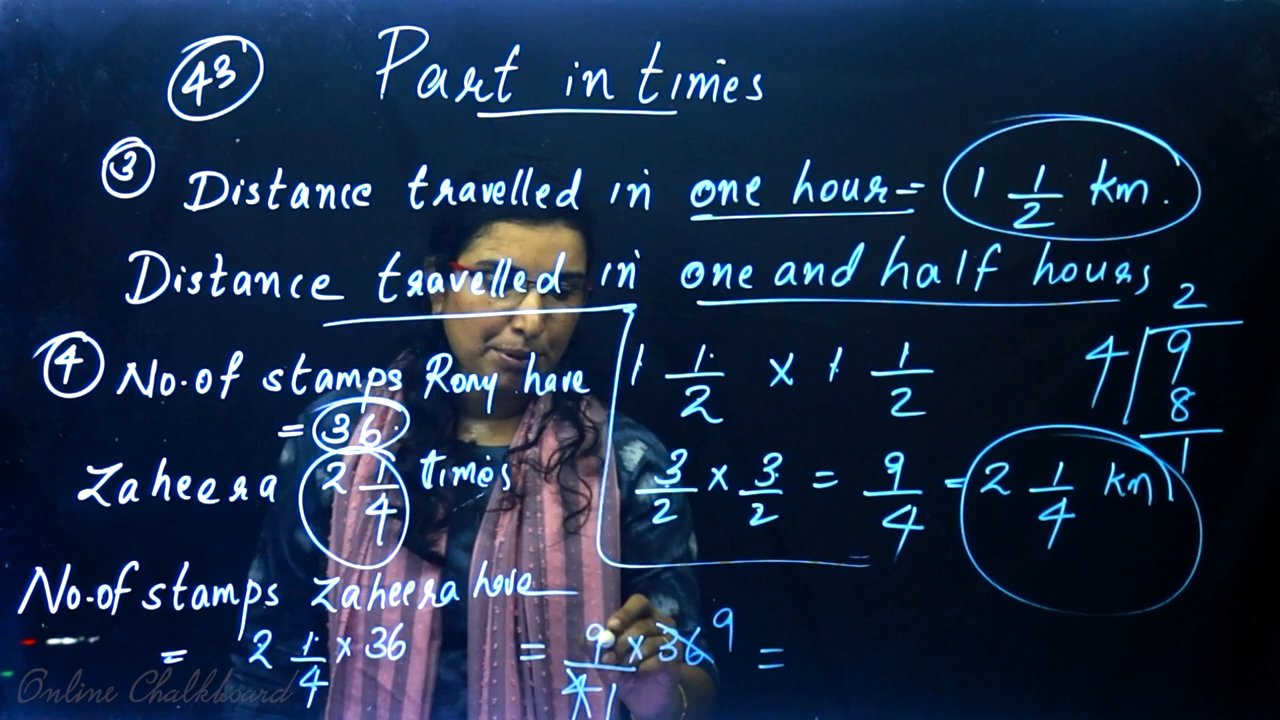 43 Part in times
3 Distance travelled in one hour = 1 1/2 km.
Distance travelled in one and half hours
1 1/2 x 1 1/2
3/2 x 3/2 = 9/4 = 2 1/4 km
2
4 9
8
1
4 No. of stamps Rony have
= 36.
Zaheera 2 1/4 times
No. of stamps Zaheera have
= 2 1/4 x 36 = 9/4 1 x 36 9 =
Online Chalkboard